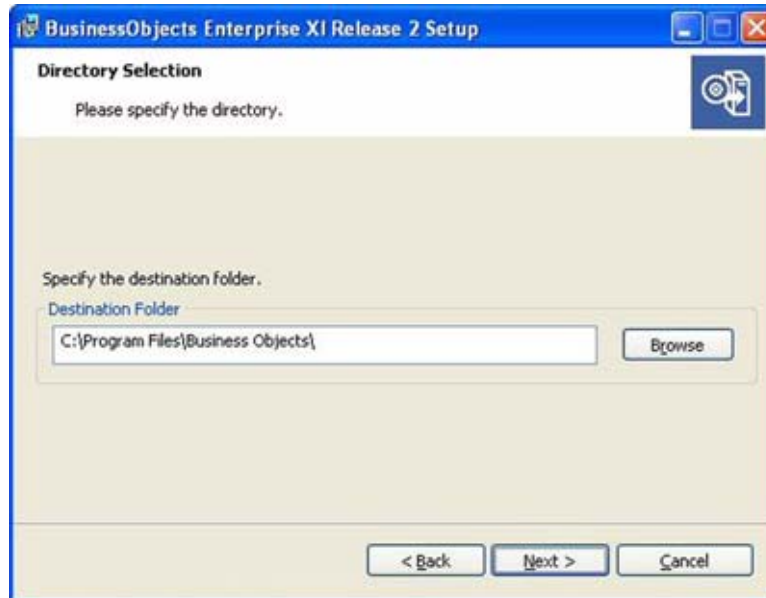 BusinessObjects Enterprise XI Release 2 Setup
Directory Selection
Please specify the directory.
Specify the destination folder.
Destination Folder
C:\Program Files\Business Objects\
Browse
< Back
Next >
Cancel